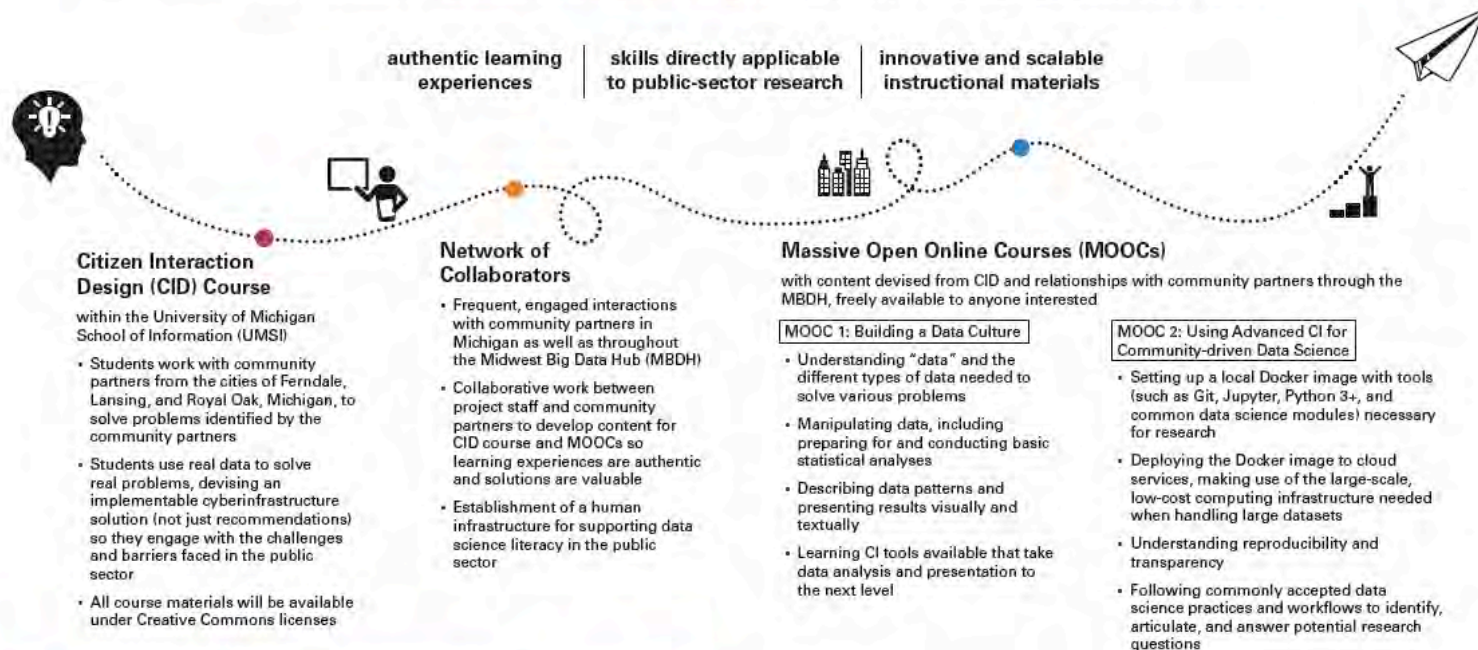 authentic learning
experiences
skills directly applicable
to public-sector research
innovative and scalable
instructional materials
Citizen Interaction
Design (CID) Course
within the University of Michigan
School of Information (UMSI)
• Students work with community
partners from the cities of Ferndale,
Lansing, and Royal Oak, Michigan, to
solve problems identified by the
community partners
• Students use real data to solve
real problems, devising an
implementable cyberinfrastructure
solution (not just recommendations)
so they engage with the challenges
and barriers faced in the public
sector
• All course materials will be available
under Creative Commons licenses
Network of
Collaborators
• Frequent, engaged interactions
with community partners in
Michigan as well as throughout
the Midwest Big Data Hub (MBDH)
• Collaborative work between
project staff and community
partners to develop content for
CID course and MOOCs so
learning experiences are authentic
and solutions are valuable
• Establishment of a human
infrastructure for supporting data
science literacy in the public
sector
Massive Open Online Courses (MOOCs)
with content devised from CID and relationships with community partners through the
MBDH, freely available to anyone interested
MOOC 1: Building a Data Culture
• Understanding "data" and the
different types of data needed to
solve various problems
• Manipulating data, including
preparing for and conducting basic
statistical analyses
• Describing data patterns and
presenting results visually and
textually
• Learning CI tools available that take
data analysis and presentation to
the next level
MOOC 2: Using Advanced CI for
Community-driven Data Science
• Setting up a local Docker image with tools
(such as Git, Jupyter, Python 3+, and
common data science modules) necessary
for research
• Deploying the Docker image to cloud
services, making use of the large-scale,
low-cost computing infrastructure needed
when handling large datasets
• Understanding reproducibility and
transparency
• Following commonly accepted data
science practices and workflows to identify,
articulate, and answer potential research
questions